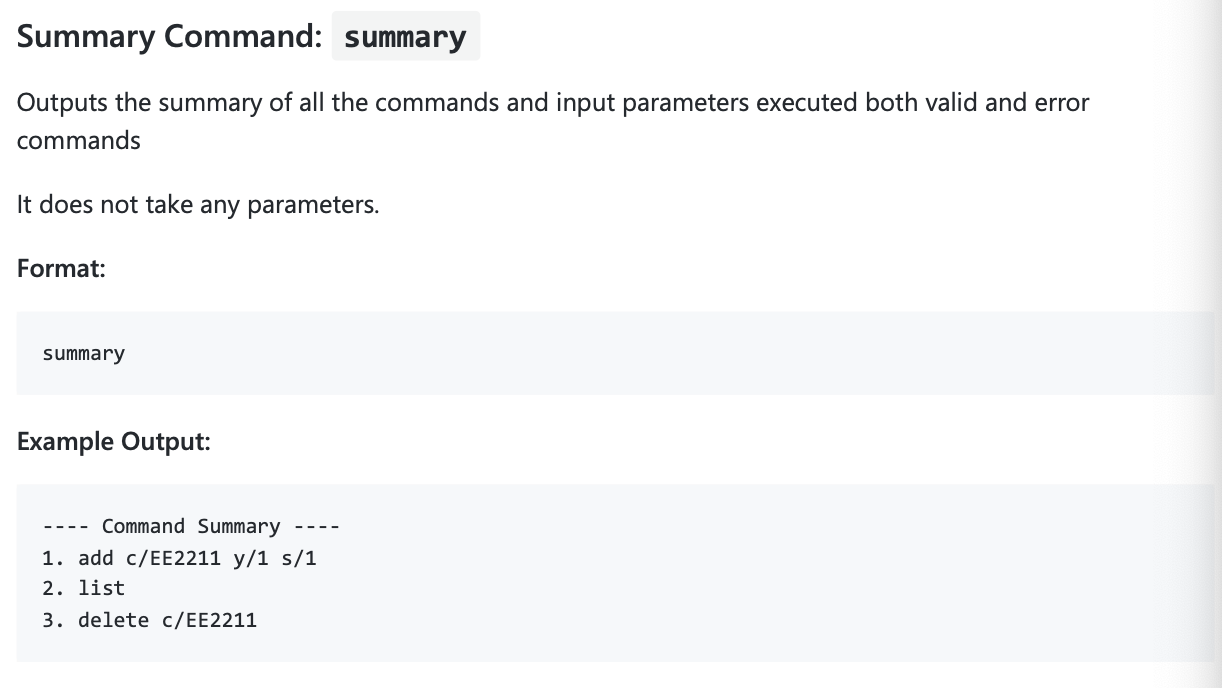 Summary Command: summary
Outputs the summary of all the commands and input parameters executed both valid and error
commands
It does not take any parameters.
Format:
summary
Example Output:
---- Command Summary ----
1. add c/EE2211 y/1 s/1
2. list
3. delete c/EE2211